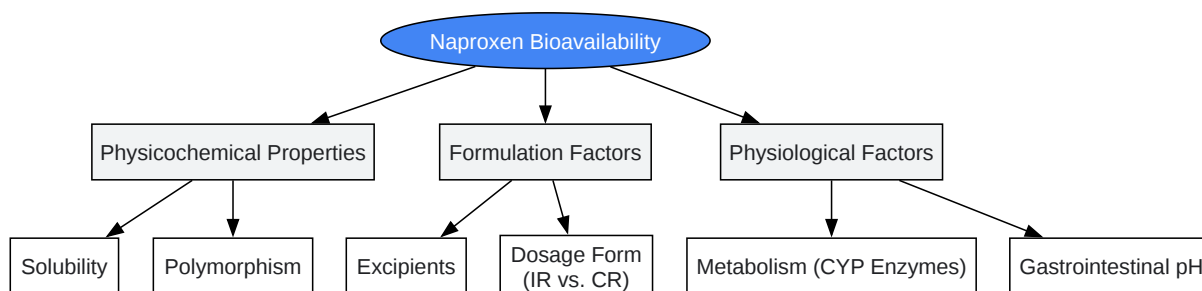 Naproxen Bioavailability
Physicochemical Properties
Formulation Factors
Physiological Factors
Solubility
Polymorphism
Excipients
Dosage Form
(IR vs. CR)
Metabolism (CYP Enzymes)
Gastrointestinal pH